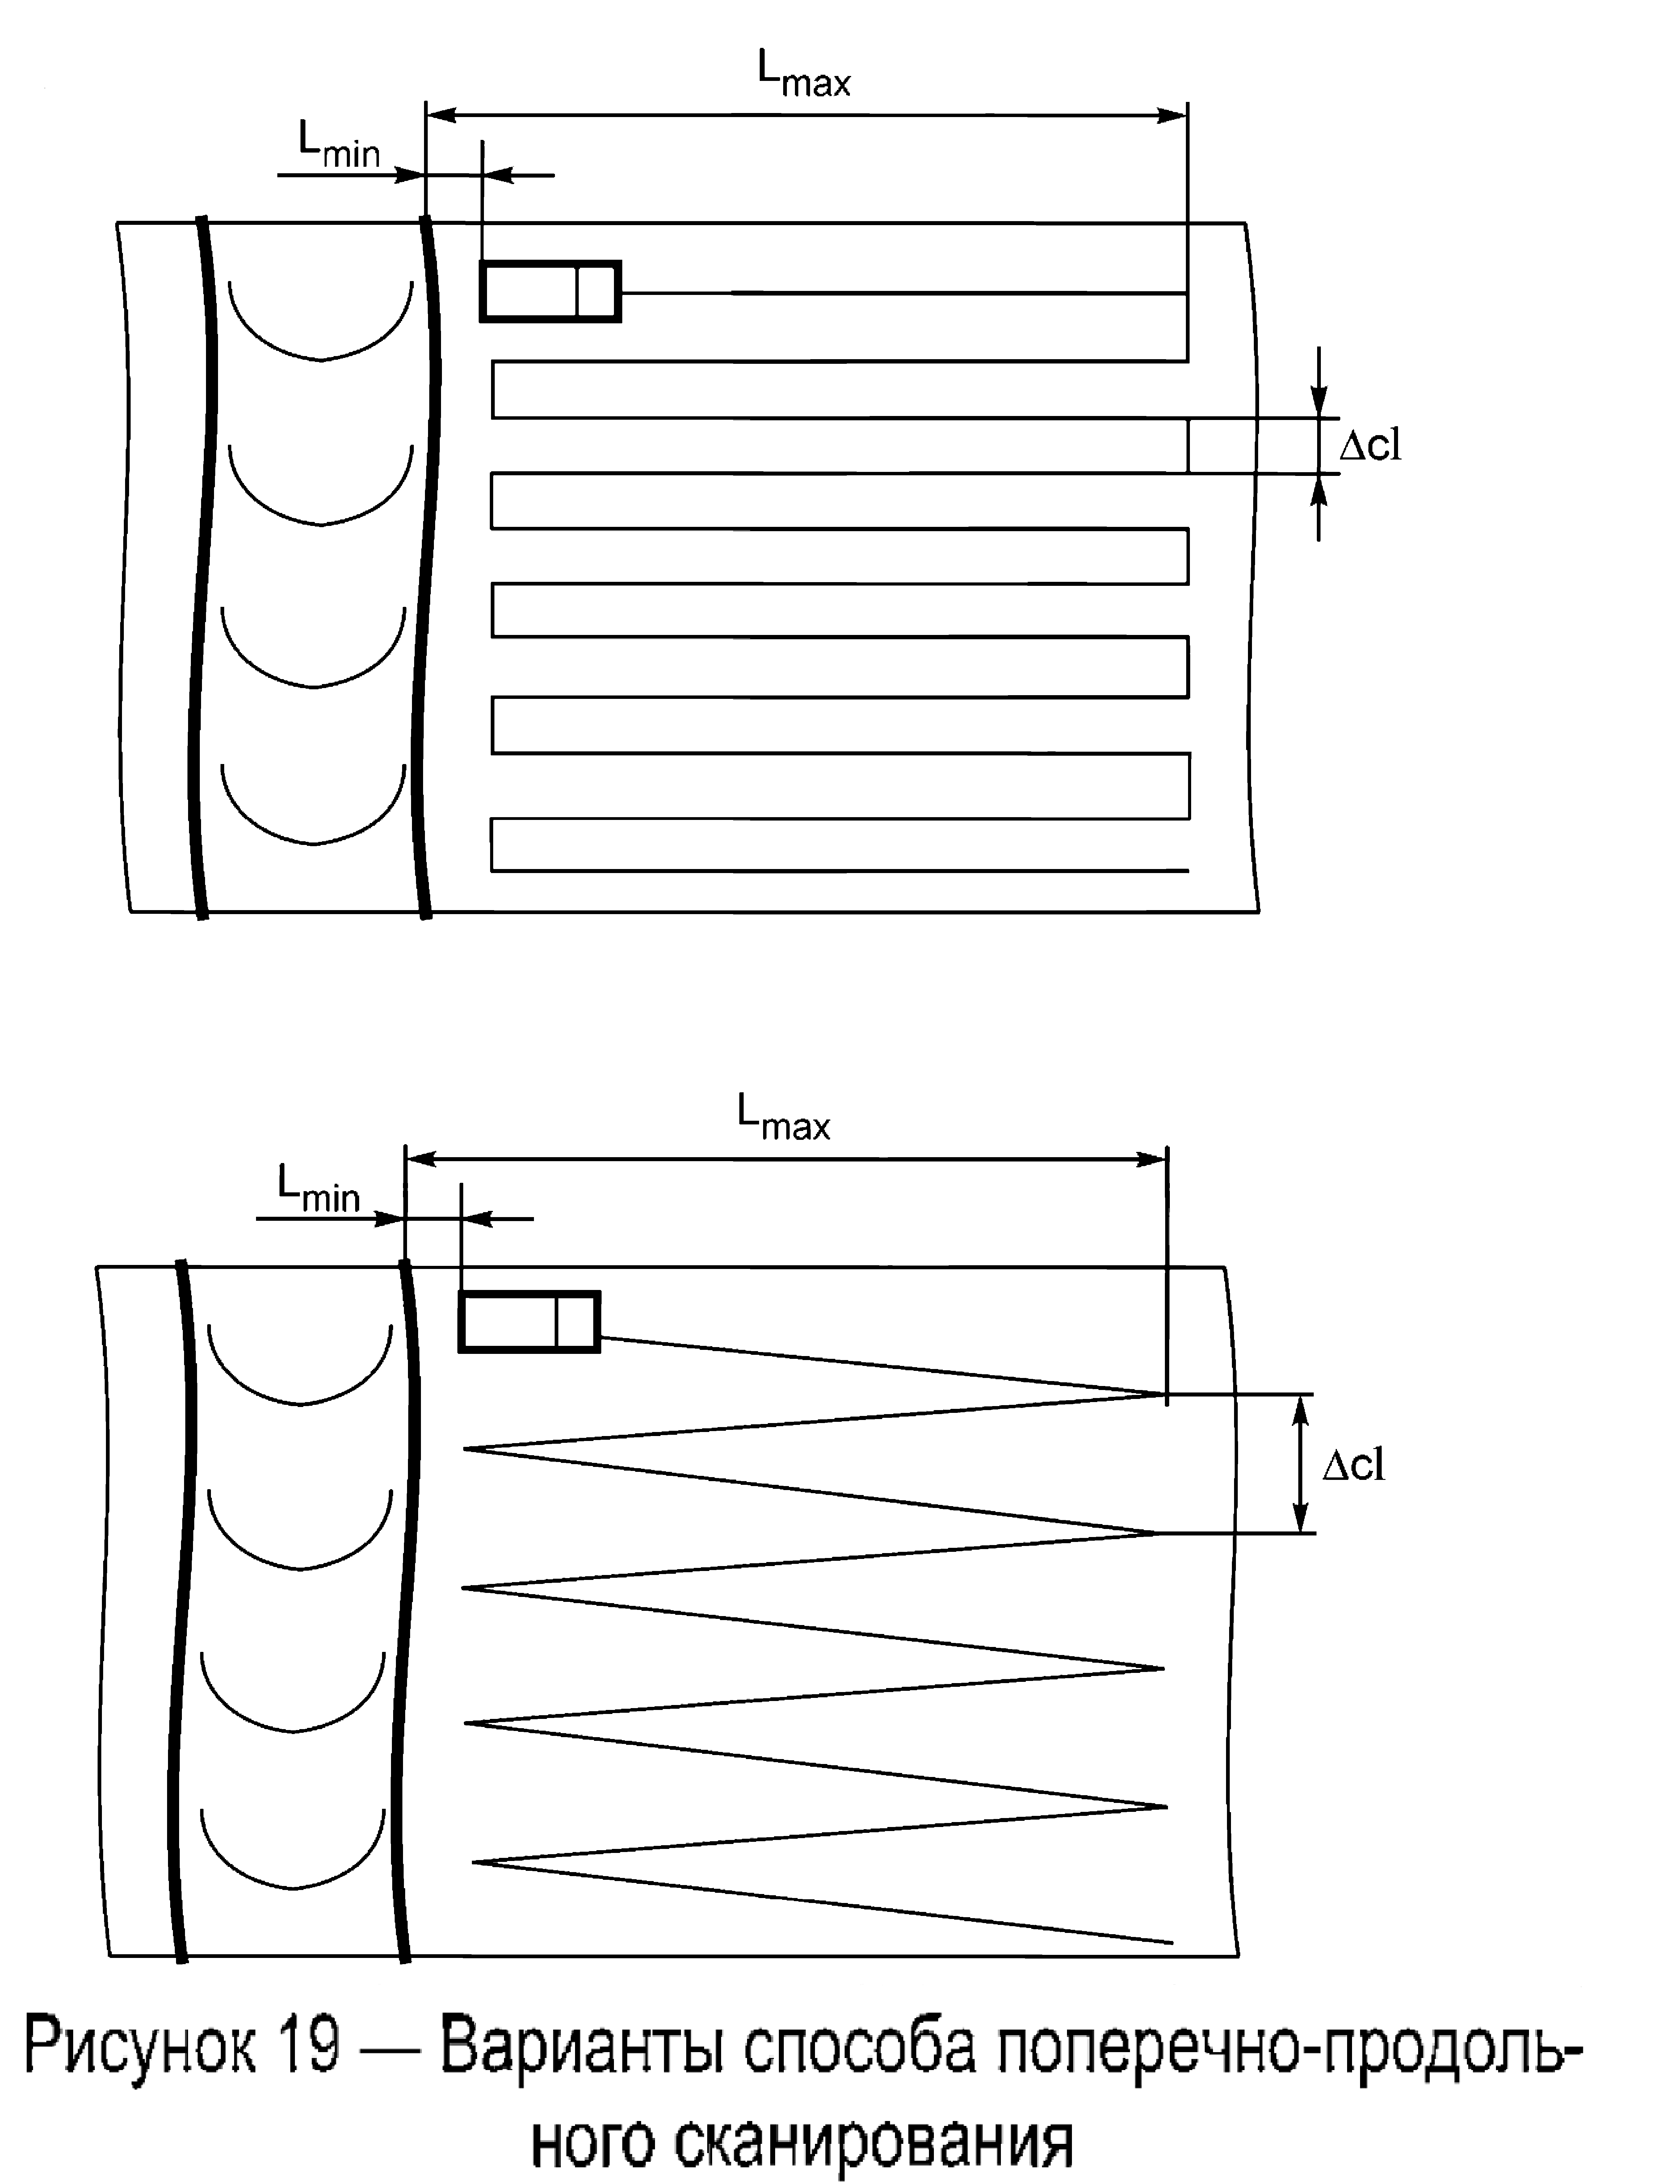 Lmax
Lmin
Δcl
Lmax
Lmin
Δcl
Рисунок 19 — Варианты способа поперечно-продоль-
ного сканирования